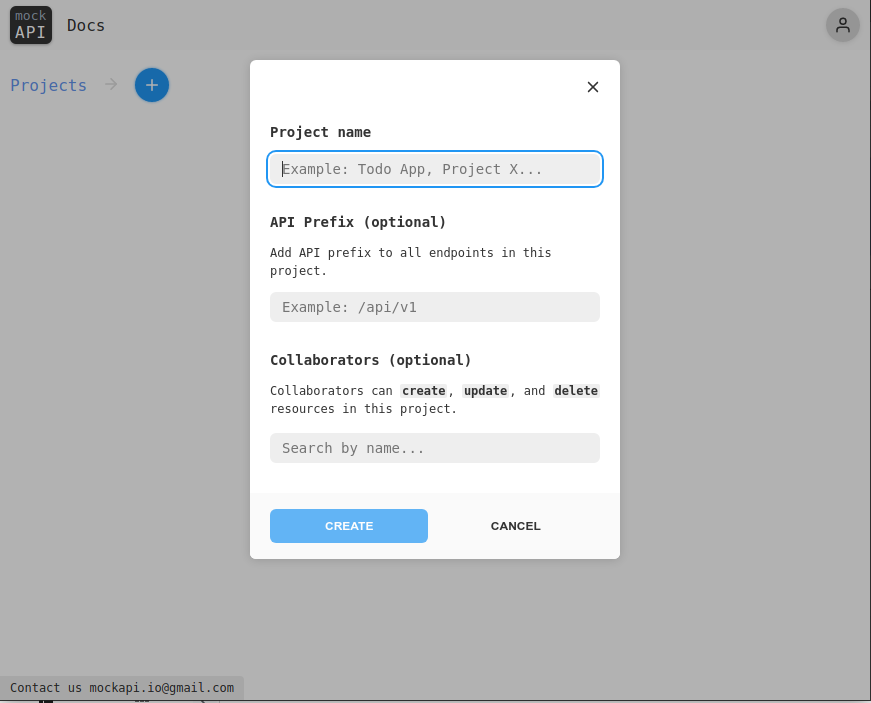 mock
API
Docs
Projects
Project name
Example: Todo App, Project X...
API Prefix (optional)
Add API prefix to all endpoints in this
project.
Example: /api/v1
Collaborators (optional)
Collaborators can create, update, and delete
resources in this project.
Search by name...
CREATE
CANCEL
Contact us mockapi.io@gmail.com